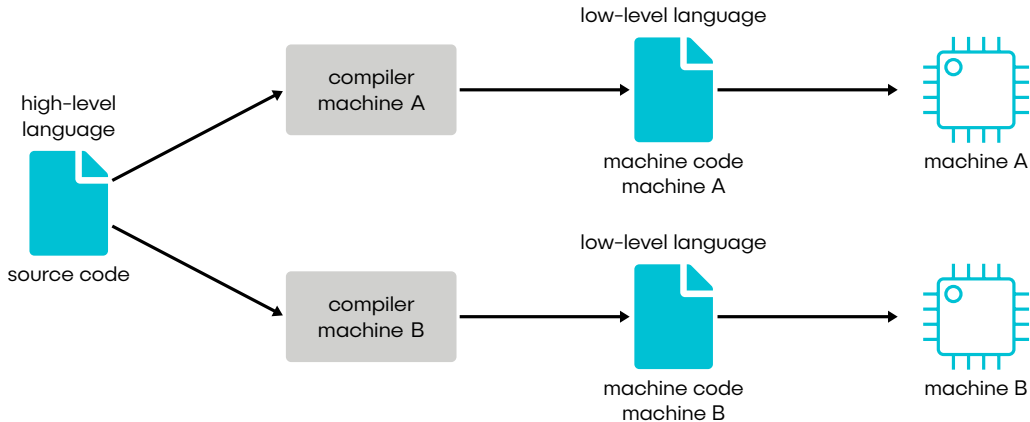 high-level
language
source code
compiler
machine A
low-level language
machine code
machine A
machine A
compiler
machine B
low-level language
machine code
machine B
machine B